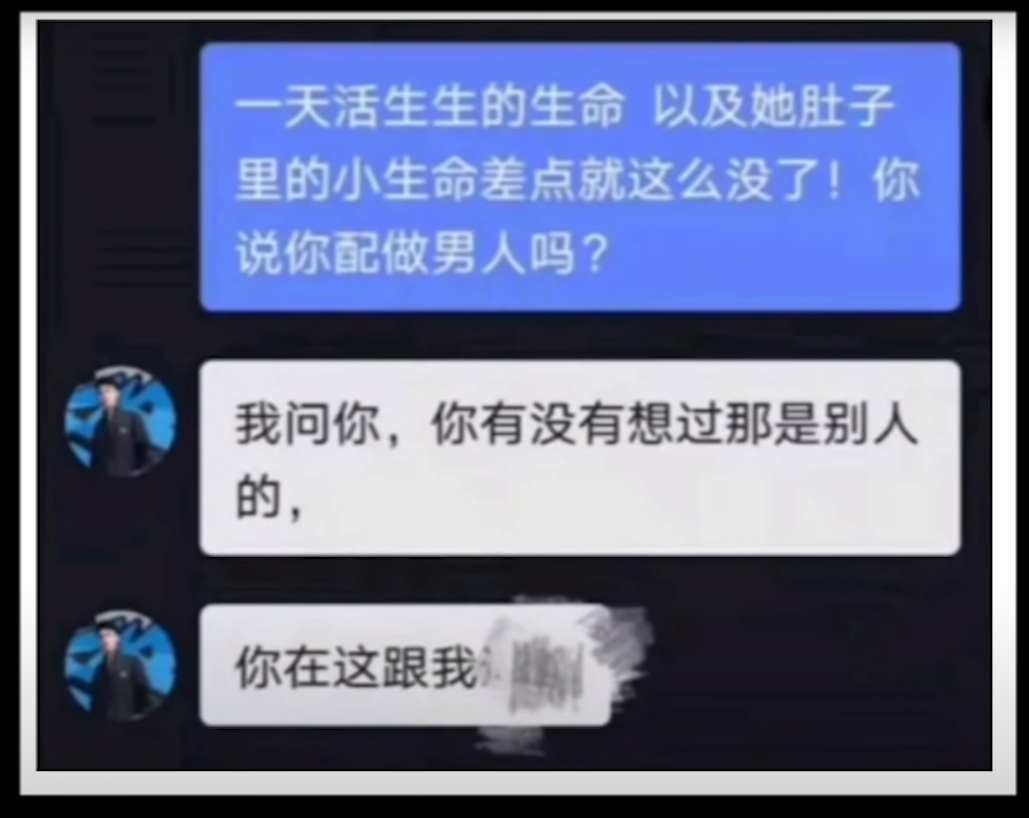 一天活生生的生命 以及她肚子
里的小生命差点就这么没了！你
说你配做男人吗？
我问你，你有没有想过那是别人
的，
你在这跟我